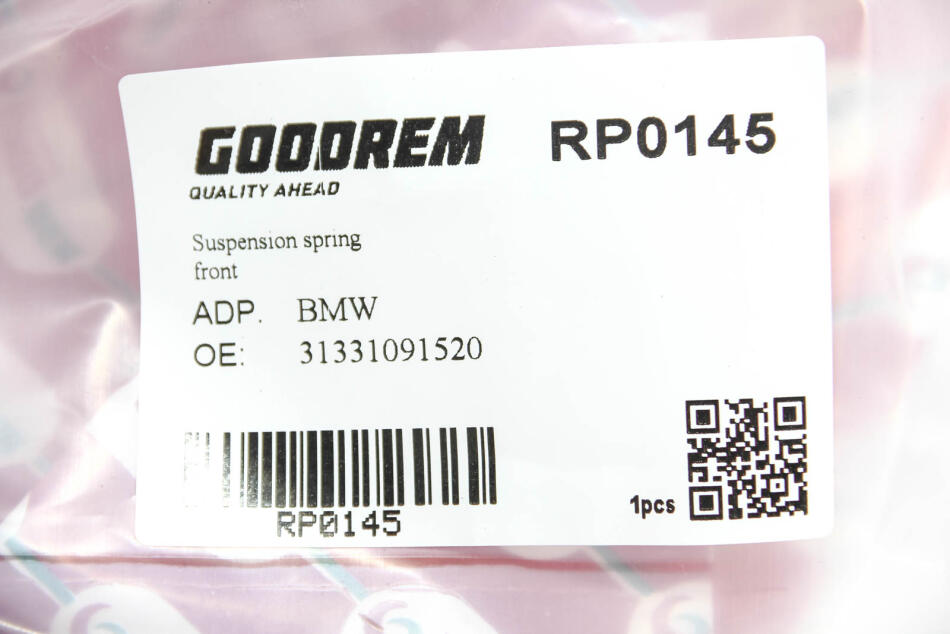 GOODREM
RP0145
QUALITY AHEAD
Suspension spring
front
ADP. BMW
OE: 31331091520
1pcs
RP0145